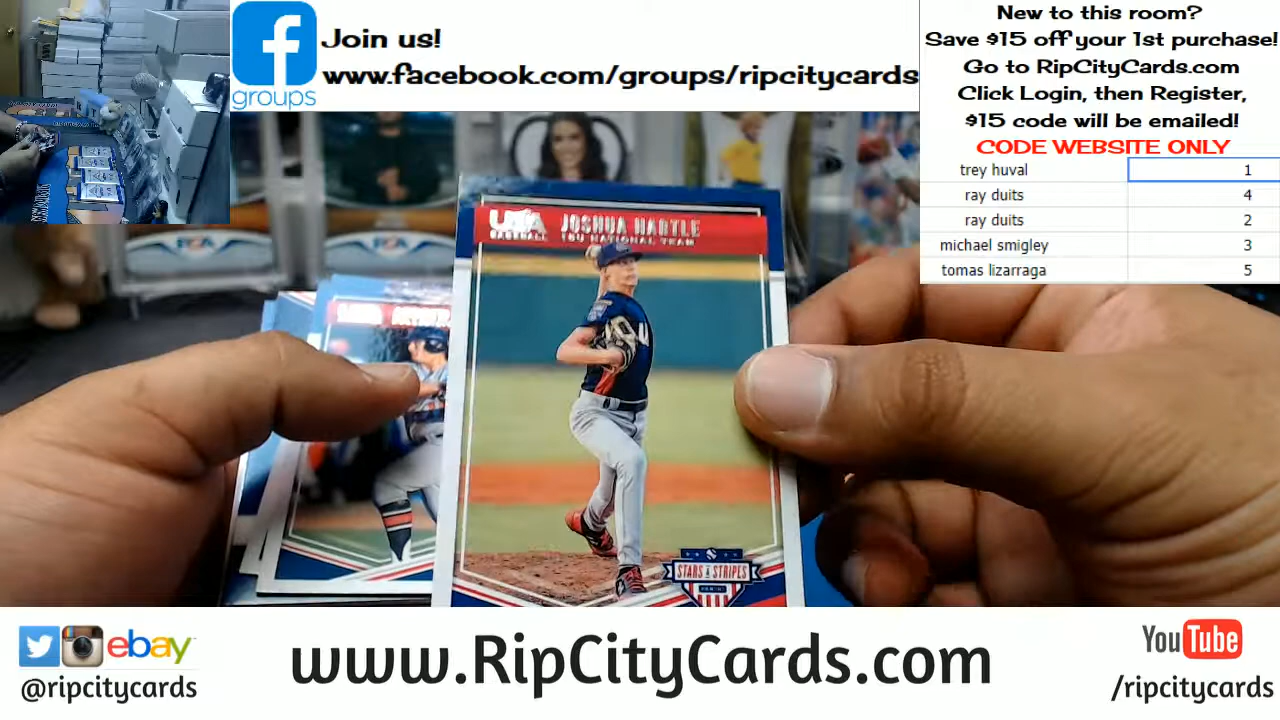 Join us!
www.facebook.com/groups/ripcitycards
groups
New to this room?
Save $15 off your 1st purchase!
Go to RipCityCards.com
Click Login, then Register,
$15 code will be emailed!
CODE WEBSITE ONLY
trey huval 1
ray duits 4
ray duits 2
michael smigley 3
tomas lizarraga 5
USA BASEBALL
JOSHUA HARTLE
18U NATIONAL TEAM
STARS & STRIPES
PANINI
ebay
@ripcitycards
www.RipCityCards.com
YouTube
/ripcitycards